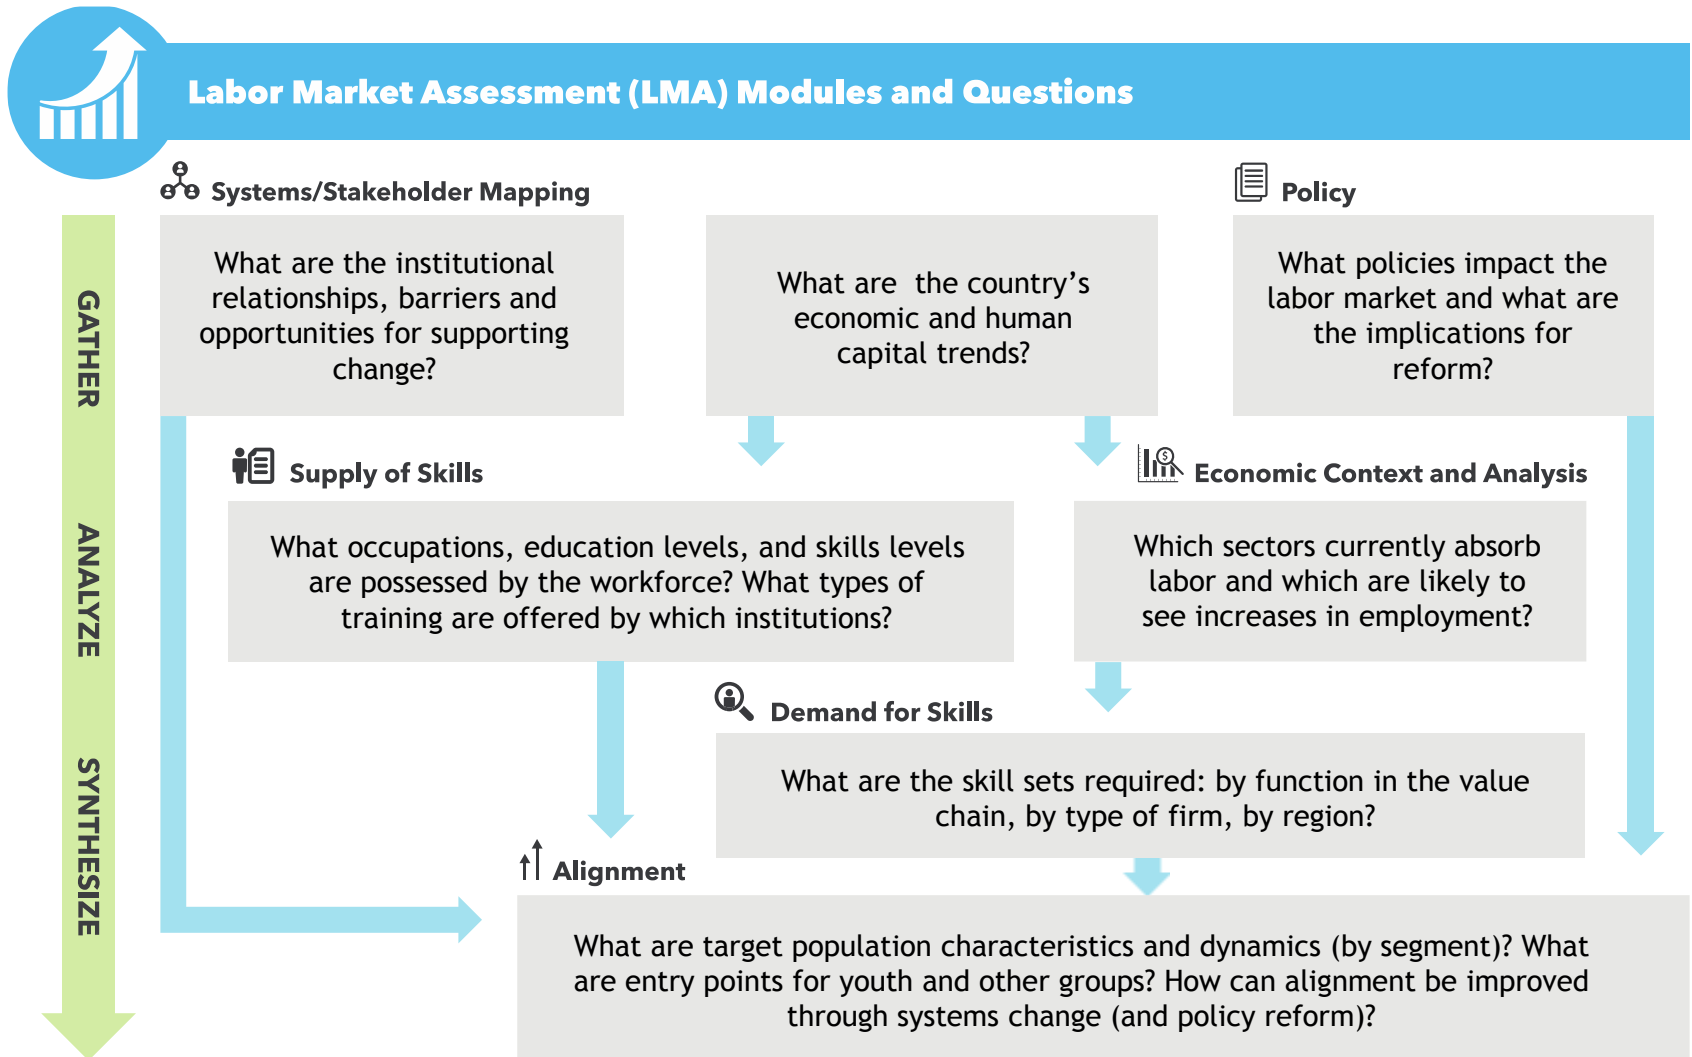 Labor Market Assessment (LMA) Modules and Questions
Systems/Stakeholder Mapping
What are the institutional
relationships, barriers and
opportunities for supporting
change?
What are the country's
economic and human
capital trends?
Policy
What policies impact the
labor market and what are
the implications for
reform?
GATHER
Supply of Skills
What occupations, education levels, and skills levels
are possessed by the workforce? What types of
training are offered by which institutions?
Economic Context and Analysis
Which sectors currently absorb
labor and which are likely to
see increases in employment?
ANALYZE
Demand for Skills
What are the skill sets required: by function in the value
chain, by type of firm, by region?
SYNTHESIZE
Alignment
What are target population characteristics and dynamics (by segment)? What
are entry points for youth and other groups? How can alignment be improved
through systems change (and policy reform)?